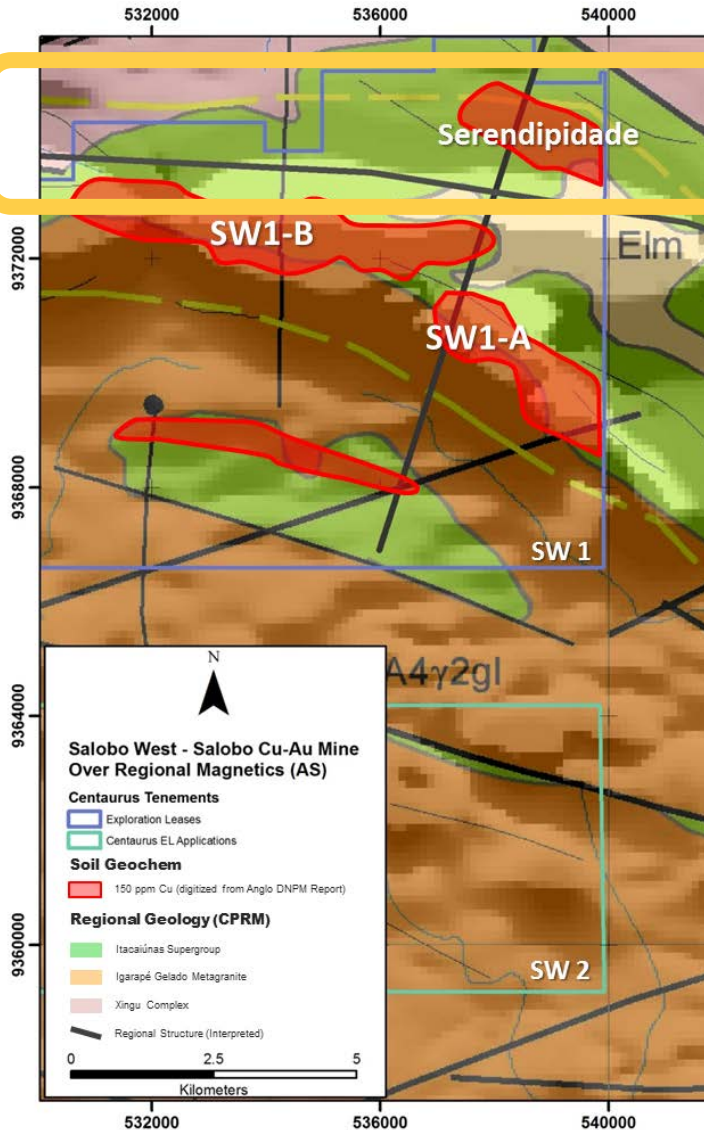 532000 536000 540000
Serendipidade
SW1-B
Elm
9372000
SW1-A
9368000
SW 1
A4γ2gl
9364000
N
Salobo West - Salobo Cu-Au Mine
Over Regional Magnetics (AS)
Centaurus Tenements
Exploration Leases
Centaurus EL Applications
Soil Geochem
150 ppm Cu (digitized from Anglo DNPM Report)
Regional Geology (CPRM)
Itacaiúnas Supergroup
Igarapé Gelado Metagranite
Xingu Complex
Regional Structure (Interpreted)
9360000
SW 2
0 2.5 5
Kilometers
532000 536000 540000